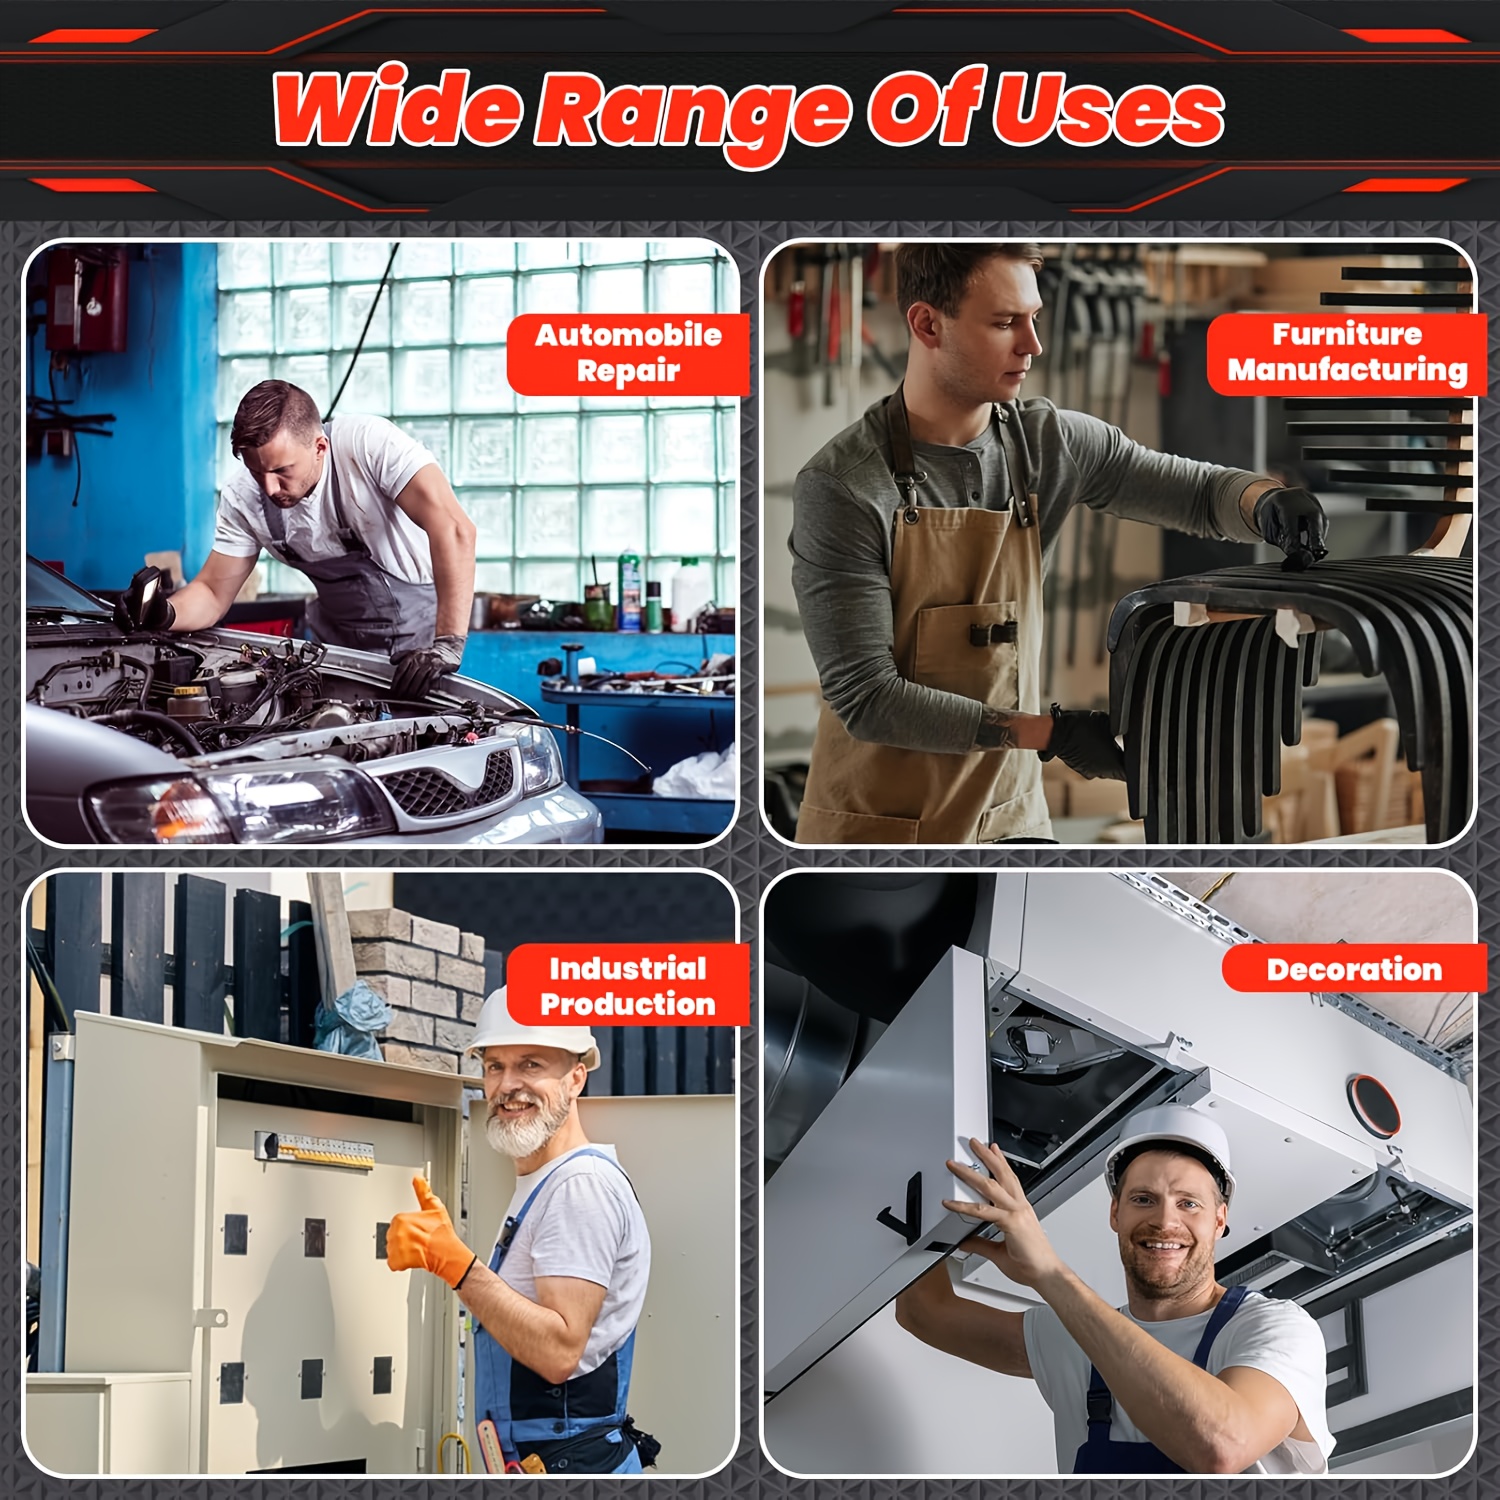 Wide Range Of Uses
Automobile
Repair
Furniture
Manufacturing
Industrial
Production
Decoration